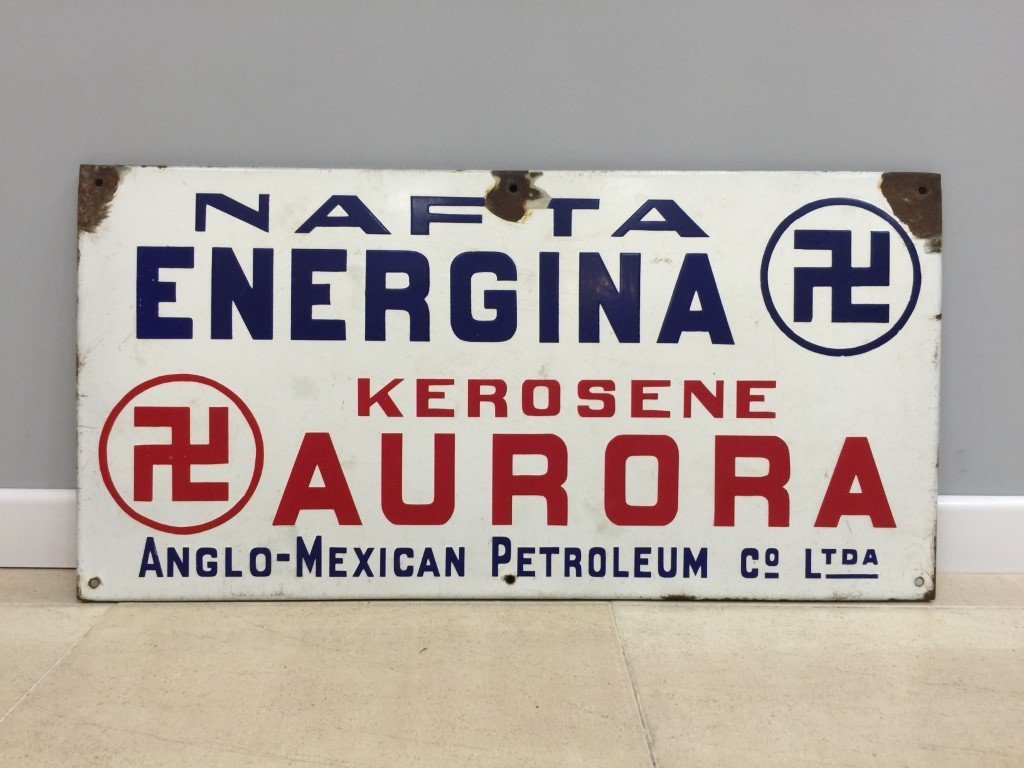 NAFTA
ENERGINA
KEROSENE
AURORA
ANGLO-MEXICAN PETROLEUM Cº LTDA